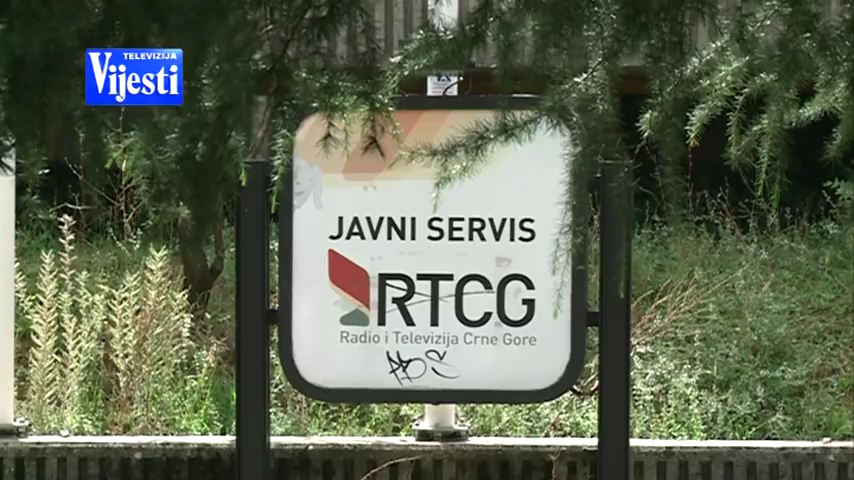 TELEVIZIJA
Vijesti
JAVNI SERVIS
RTCG
Radio i Televizija Crne Gore